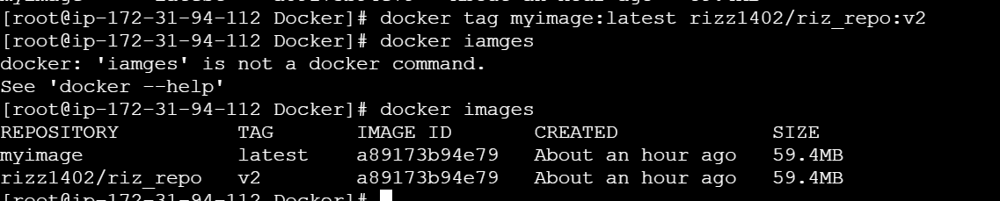 [root@ip-172-31-94-112 Docker]# docker tag myimage:latest rizz1402/riz_repo:v2
[root@ip-172-31-94-112 Docker]# docker iamges
docker: 'iamges' is not a docker command.
See 'docker --help'
[root@ip-172-31-94-112 Docker]# docker images
REPOSITORY TAG IMAGE ID CREATED SIZE
myimage latest a89173b94e79 About an hour ago 59.4MB
rizz1402/riz_repo v2 a89173b94e79 About an hour ago 59.4MB
[root@ip-172-31-94-112 Docker]#